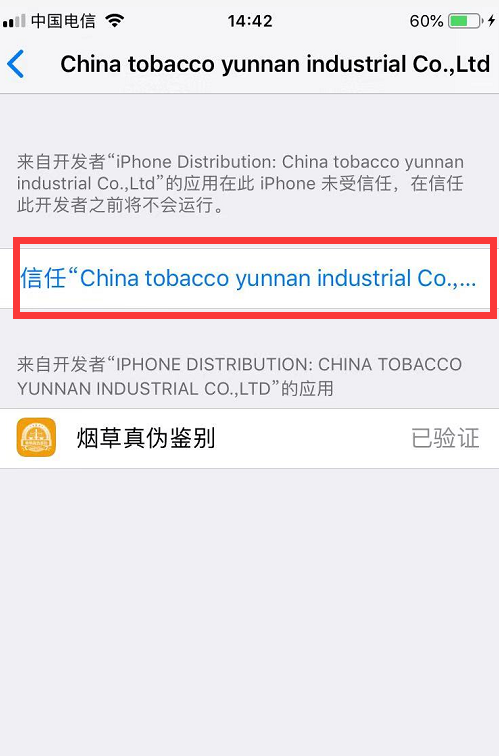 中国电信 14:42 60%
China tobacco yunnan industrial Co.,Ltd
来自开发者“iPhone Distribution: China tobacco yunnan
industrial Co.,Ltd”的应用在此 iPhone 未受信任，在信任
此开发者之前将不会运行。
信任“China tobacco yunnan industrial Co.,...
来自开发者“IPHONE DISTRIBUTION: CHINA TOBACCO
YUNNAN INDUSTRIAL CO.,LTD”的应用
烟草真伪鉴别 已验证